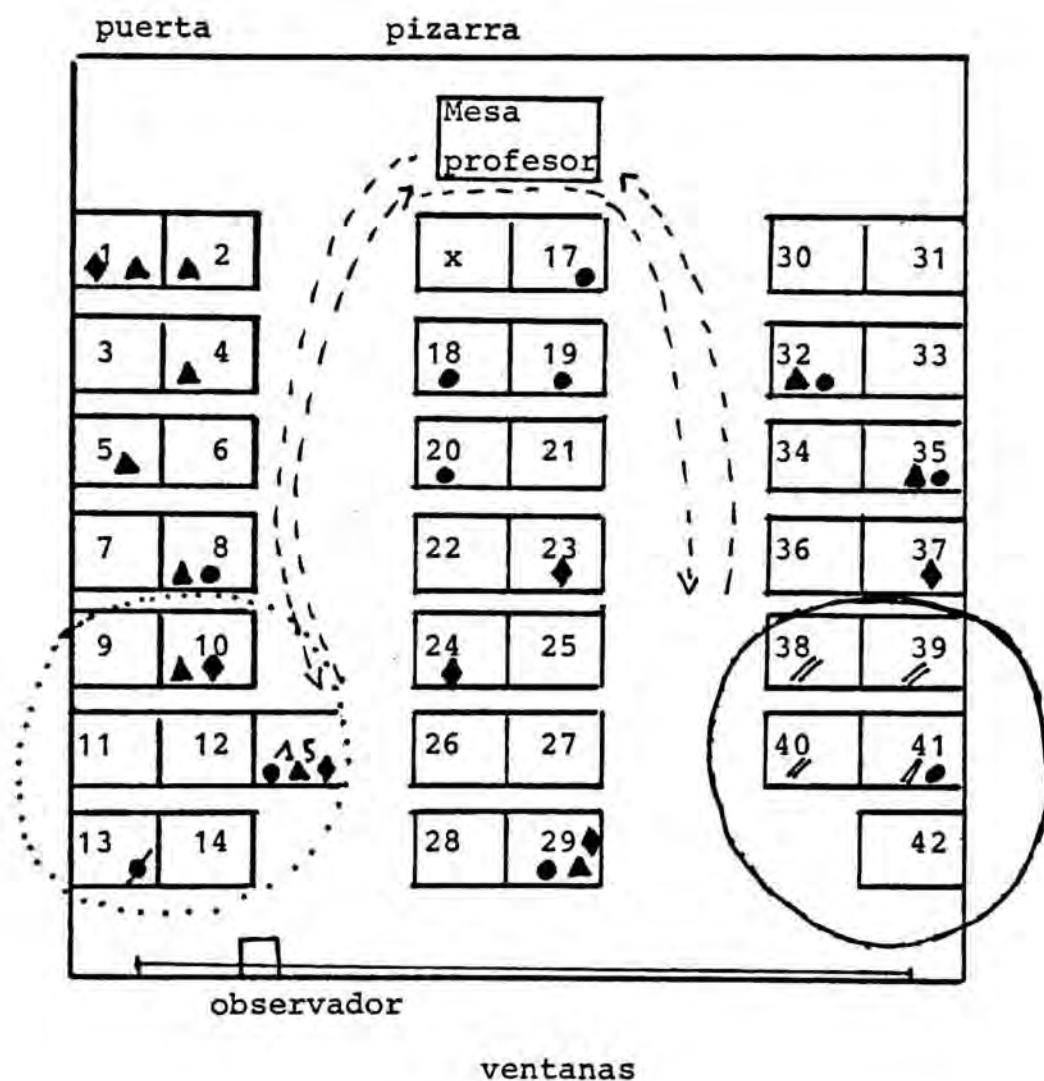 puerta pizarra
Mesa
profesor
1 2 x 17 30 31
3 4 18 19 32 33
5 6 20 21 34 35
7 8 22 23 36 37
9 10 24 25 38 39
11 12 15 26 27 40 41
13 14 28 29 42
observador
ventanas